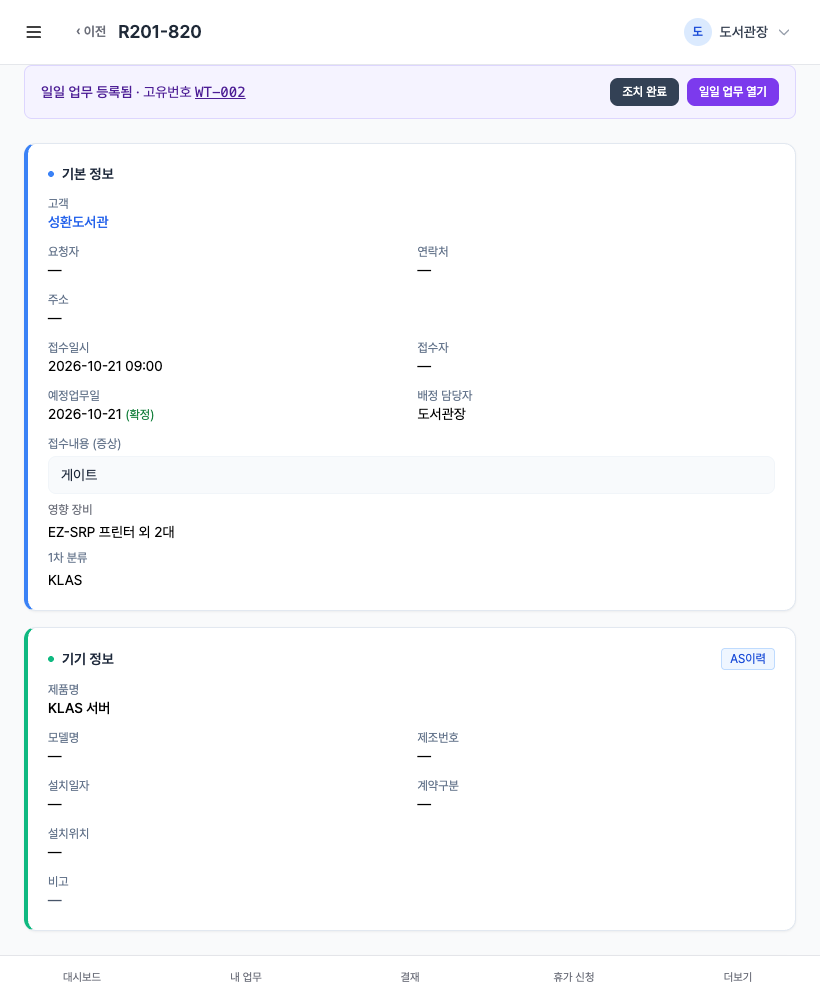 ‹ 이전 R201-820
도 도서관장
일일 업무 등록됨 · 고유번호 WT-002
조치 완료 일일 업무 열기
기본 정보
고객
성환도서관
요청자 연락처
— —
주소
—
접수일시 접수자
2026-10-21 09:00 —
예정업무일 배정 담당자
2026-10-21 (확정) 도서관장
접수내용 (증상)
게이트
영향 장비
EZ-SRP 프린터 외 2대
1차 분류
KLAS
기기 정보 AS이력
제품명
KLAS 서버
모델명 제조번호
— —
설치일자 계약구분
— —
설치위치
—
비고
—
대시보드 내 업무 결재 휴가 신청 더보기